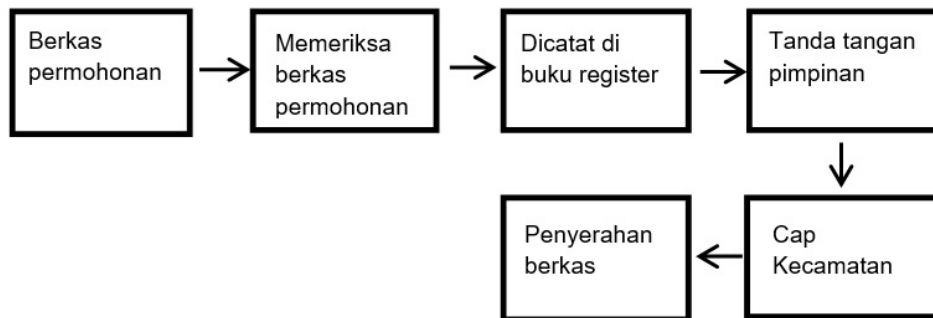 Berkas
permohonan
Memeriksa
berkas
permohonan
Dicatat di
buku register
Tanda tangan
pimpinan
Cap
Kecamatan
Penyerahan
berkas